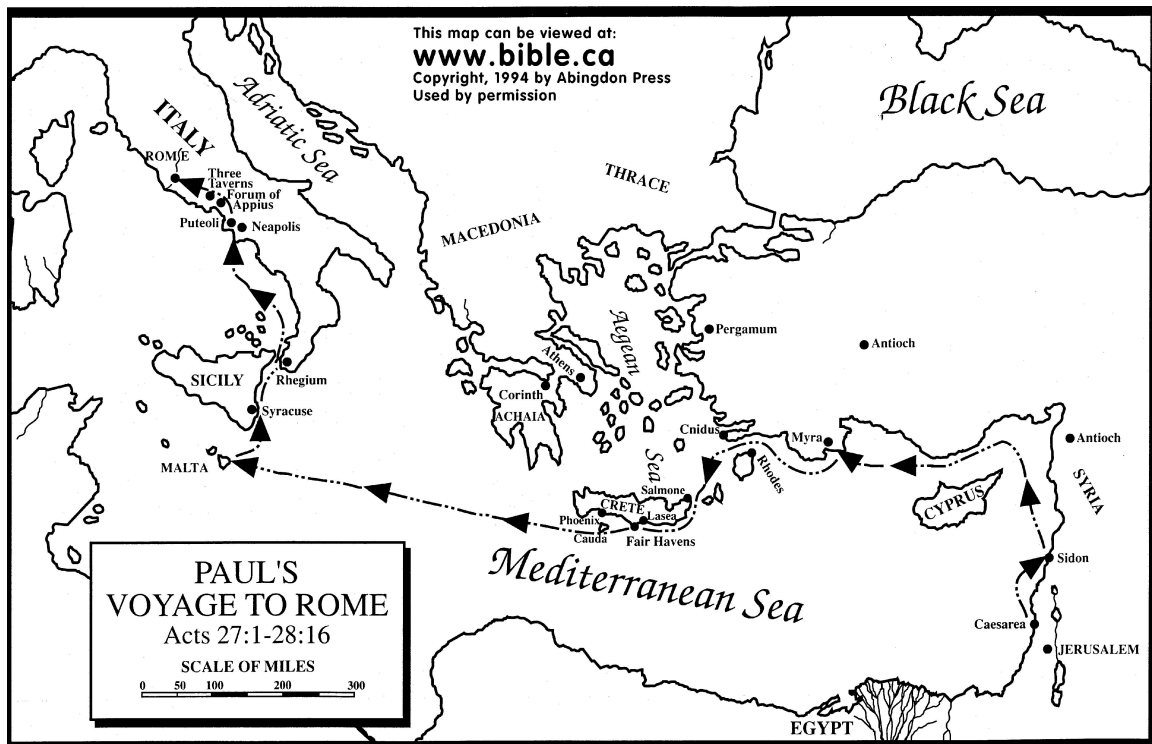 This map can be viewed at:
www.bible.ca
Copyright, 1994 by Abingdon Press
Used by permission
Black Sea
Adriatic Sea
ITALY
ROME
Three
Taverns
Forum of
Appius
Puteoli
Neapolis
THRACE
MACEDONIA
Aegean
Sea
Pergamum
Antioch
Athens
Corinth
ACHAIA
SICILY
Rhegium
Syracuse
MALTA
Cnidus
Myra
Rhodes
Antioch
SYRIA
CYPRUS
Salmone
CRETE
Lasea
Phoenix
Cauda
Fair Havens
Mediterranean Sea
Sidon
Caesarea
JERUSALEM
EGYPT
PAUL'S
VOYAGE TO ROME
Acts 27:1-28:16
SCALE OF MILES
0 50 100 200 300